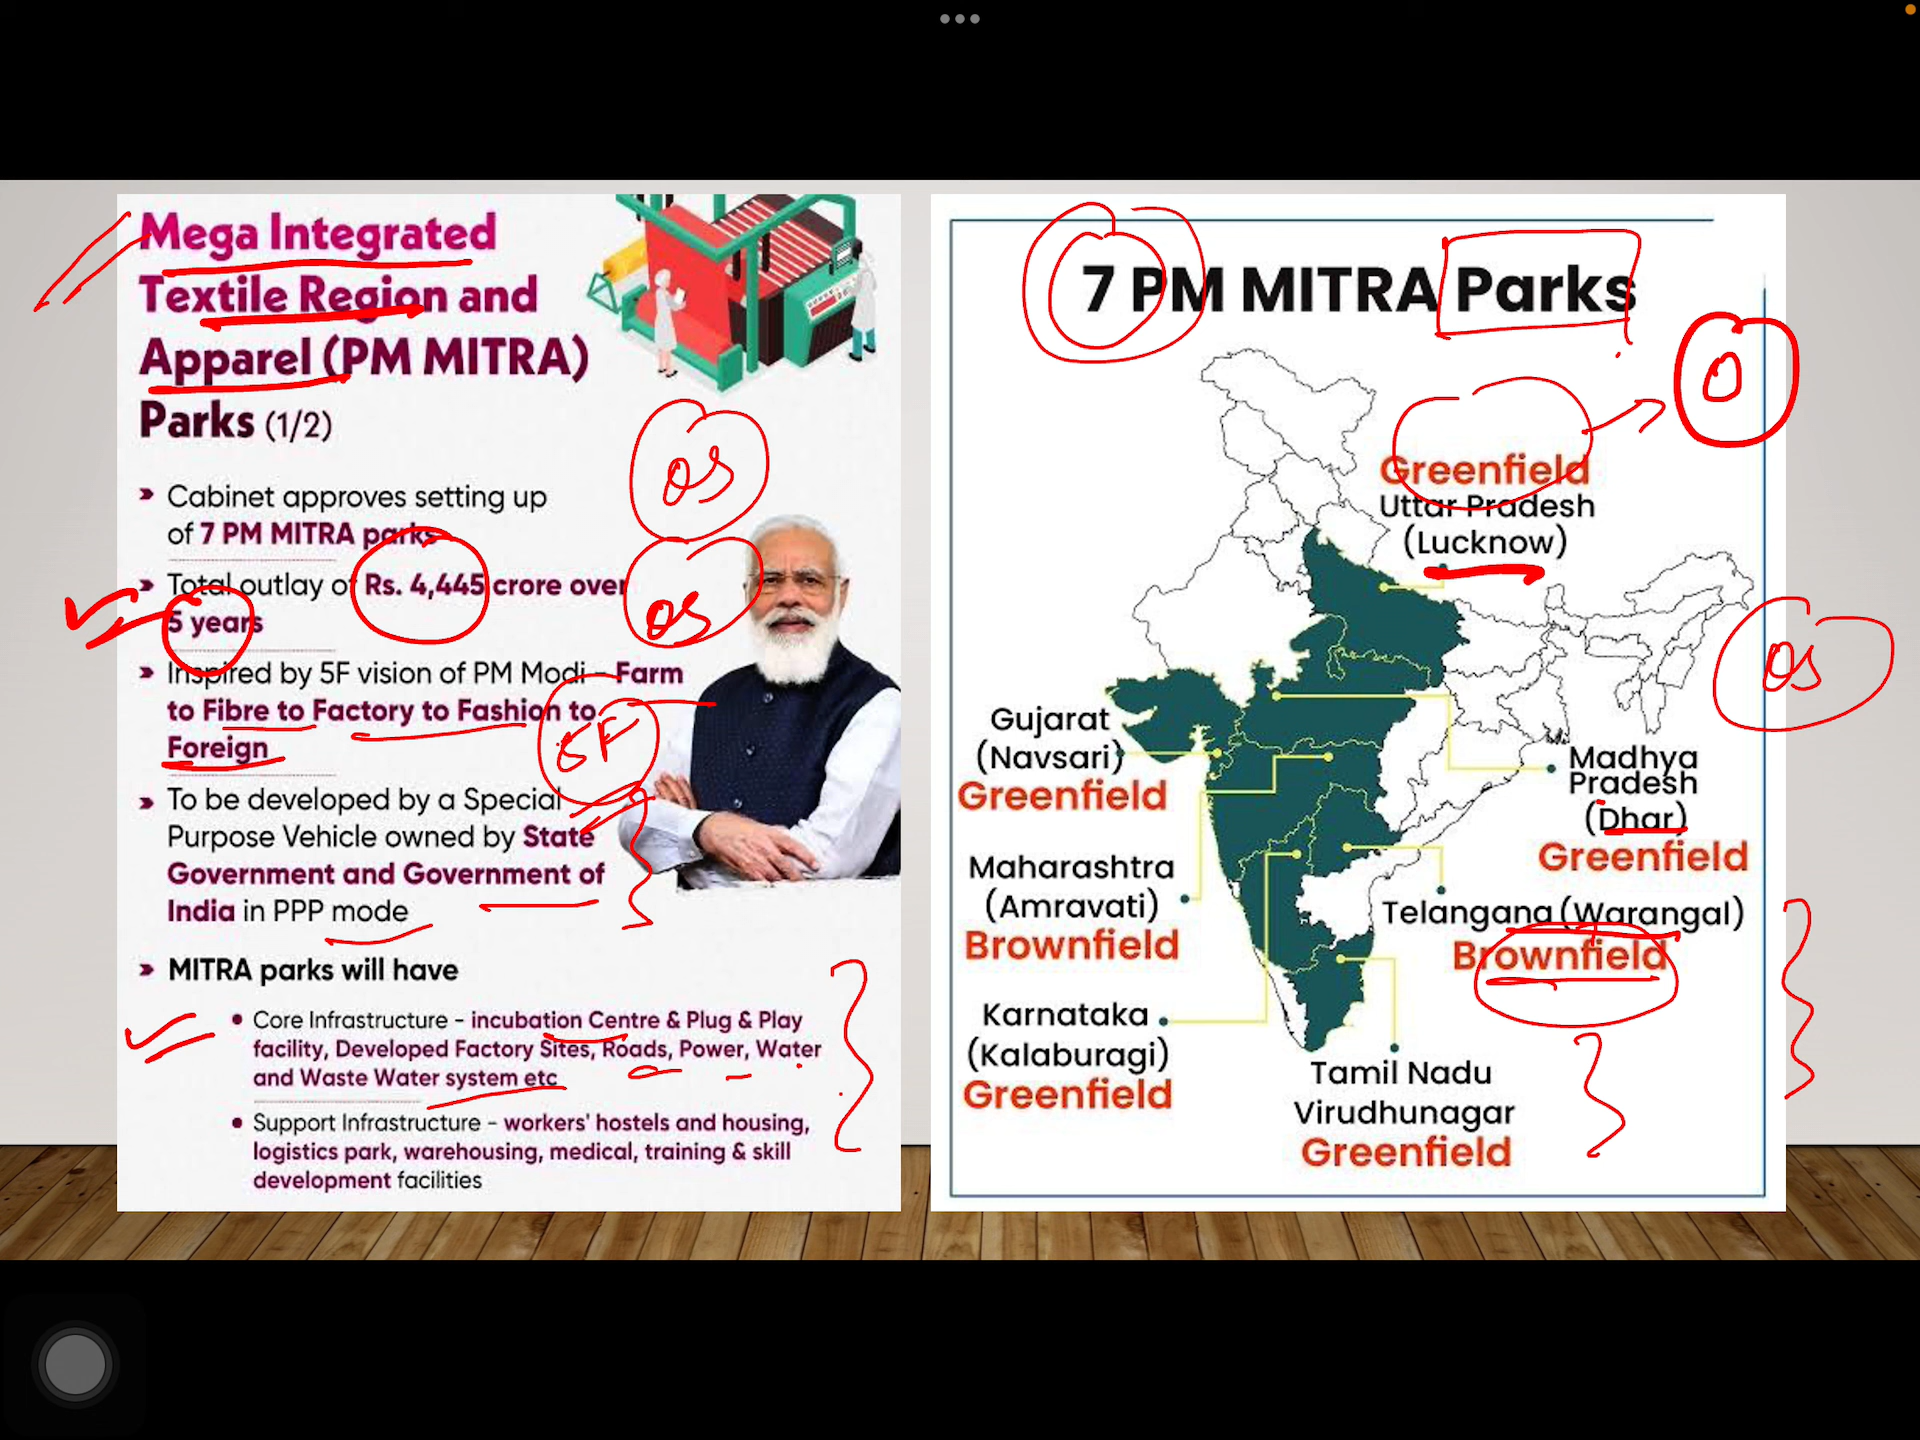 Mega Integrated
Textile Region and
Apparel (PM MITRA)
Parks (1/2)
Cabinet approves setting up
of 7 PM MITRA parks
Total outlay of Rs. 4,445 crore over
5 years
Inspired by 5F vision of PM Modi - Farm
to Fibre to Factory to Fashion to
Foreign
5F
To be developed by a Special
Purpose Vehicle owned by State
Government and Government of
India in PPP mode
MITRA parks will have
Core Infrastructure - incubation Centre & Plug & Play
facility, Developed Factory Sites, Roads, Power, Water
and Waste Water system etc
Support Infrastructure - workers' hostels and housing,
logistics park, warehousing, medical, training & skill
development facilities
7 PM MITRA Parks
Greenfield
Uttar Pradesh
(Lucknow)
Gujarat
(Navsari)
Greenfield
Madhya
Pradesh
(Dhar)
Greenfield
Maharashtra
(Amravati)
Brownfield
Telangana (Warangal)
Brownfield
Karnataka
(Kalaburagi)
Greenfield
Tamil Nadu
Virudhunagar
Greenfield